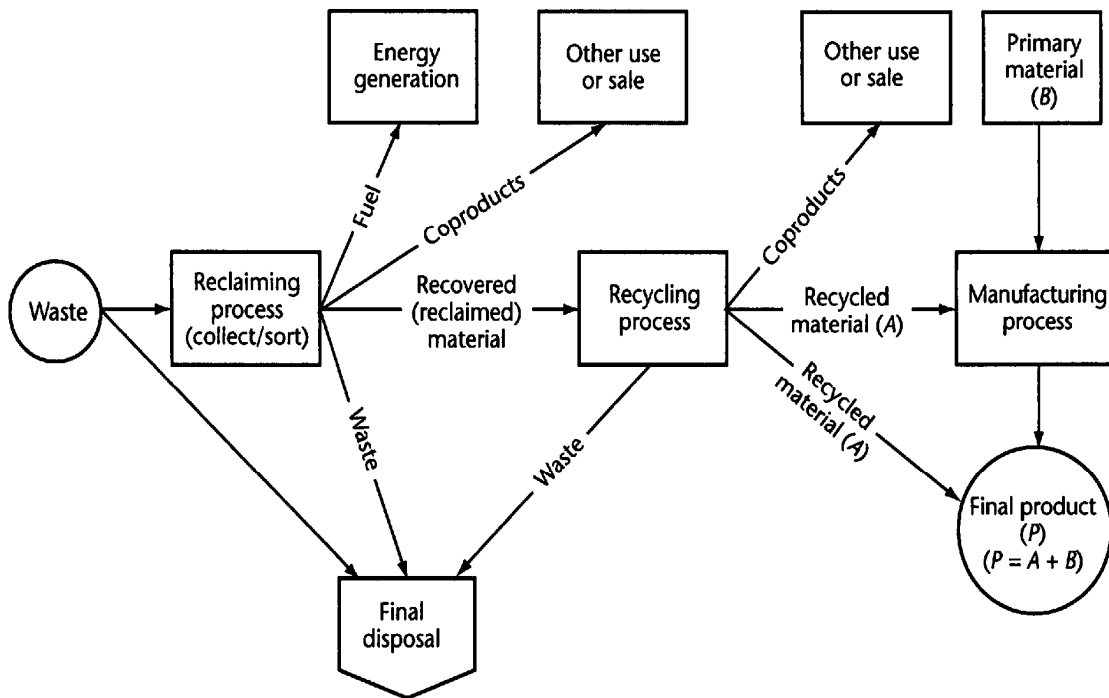 Energy
generation
Other use
or sale
Other use
or sale
Primary
material
(B)
Fuel
Coproducts
Coproducts
Waste
Reclaiming
process
(collect/sort)
Recovered
(reclaimed)
material
Recycling
process
Recycled
material (A)
Manufacturing
process
Recycled
material (A)
Waste
Waste
Final product
(P)
(P = A + B)
Final
disposal